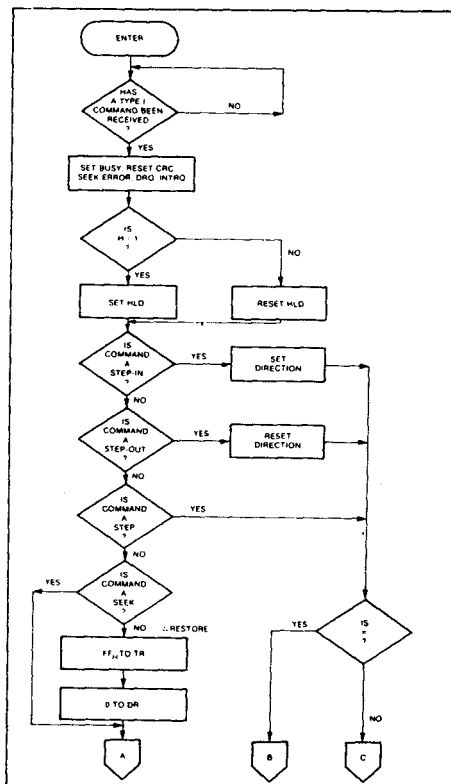 ENTER
HAS
A TYPE I
COMMAND BEEN
RECEIVED
?
NO
YES
SET BUSY, RESET CRC
SEEK ERROR, DRQ, INTRQ
IS
?
NO
YES
SET HLD
RESET HLD
IS
COMMAND
A
STEP-IN
?
YES
SET
DIRECTION
NO
IS
COMMAND
A
STEP-OUT
?
YES
RESET
DIRECTION
NO
IS
COMMAND
A
STEP
?
YES
NO
YES
IS
COMMAND
A
SEEK
?
NO
∴ RESTORE
YES
IS
?
TO TR
NO
0 TO DR
A
B
C